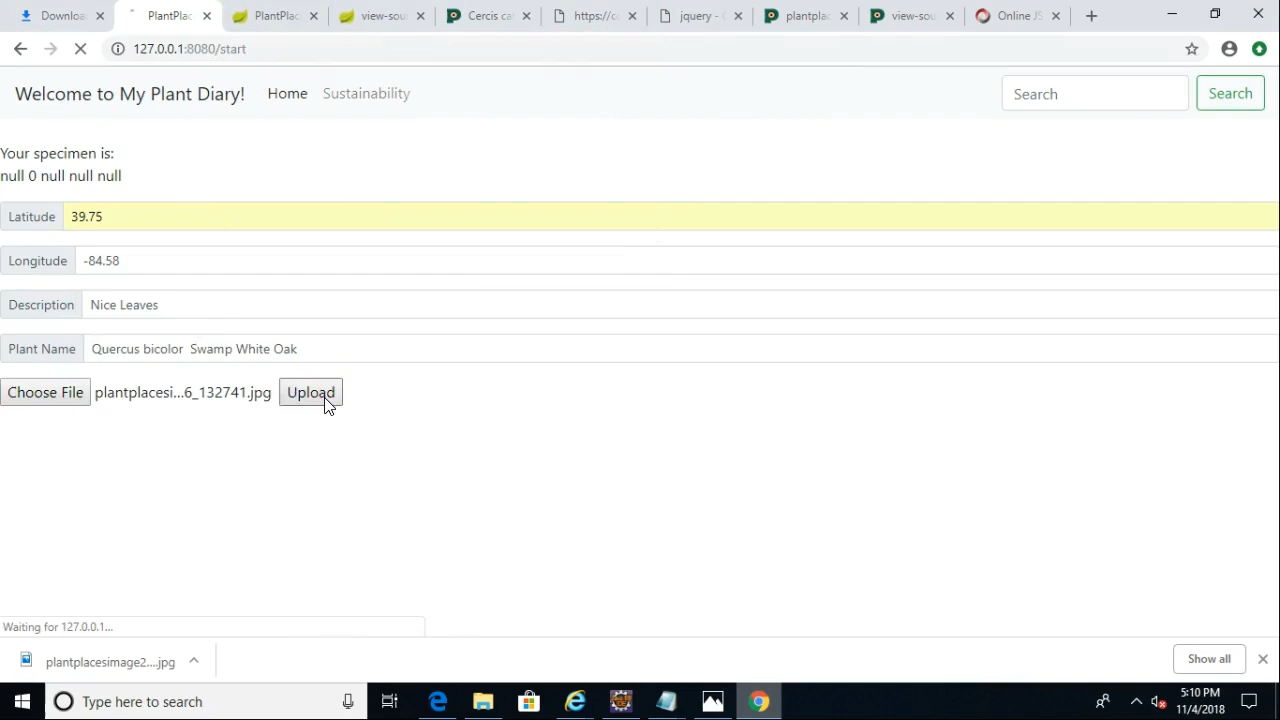 Downloa
PlantPlac
PlantPlac
view-sou
Cercis ca
https://c
jquery -
plantplac
view-sou
Online JS
127.0.0.1:8080/start
Welcome to My Plant Diary!
Home
Sustainability
Search
Search
Your specimen is:
null 0 null null null
Latitude 39.75
Longitude -84.58
Description Nice Leaves
Plant Name Quercus bicolor  Swamp White Oak
Choose File plantplacesi...6_132741.jpg Upload
Waiting for 127.0.0.1...
plantplacesimage2....jpg
Show all
Type here to search
5:10 PM
11/4/2018